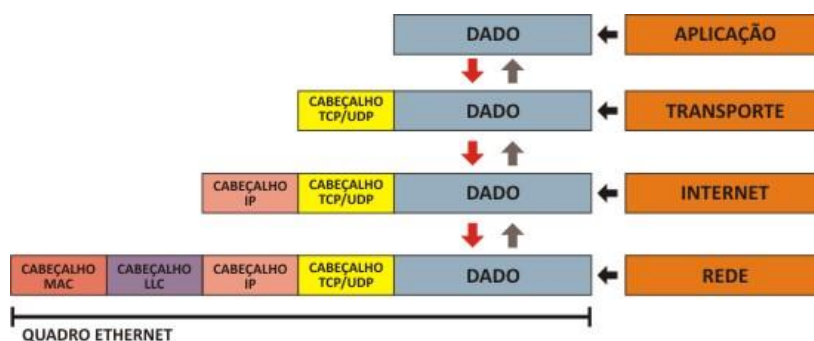 DADO
APLICAÇÃO
CABEÇALHO
TCP/UDP
DADO
TRANSPORTE
CABEÇALHO
IP
CABEÇALHO
TCP/UDP
DADO
INTERNET
CABEÇALHO
MAC
CABEÇALHO
LLC
CABEÇALHO
IP
CABEÇALHO
TCP/UDP
DADO
REDE
QUADRO ETHERNET